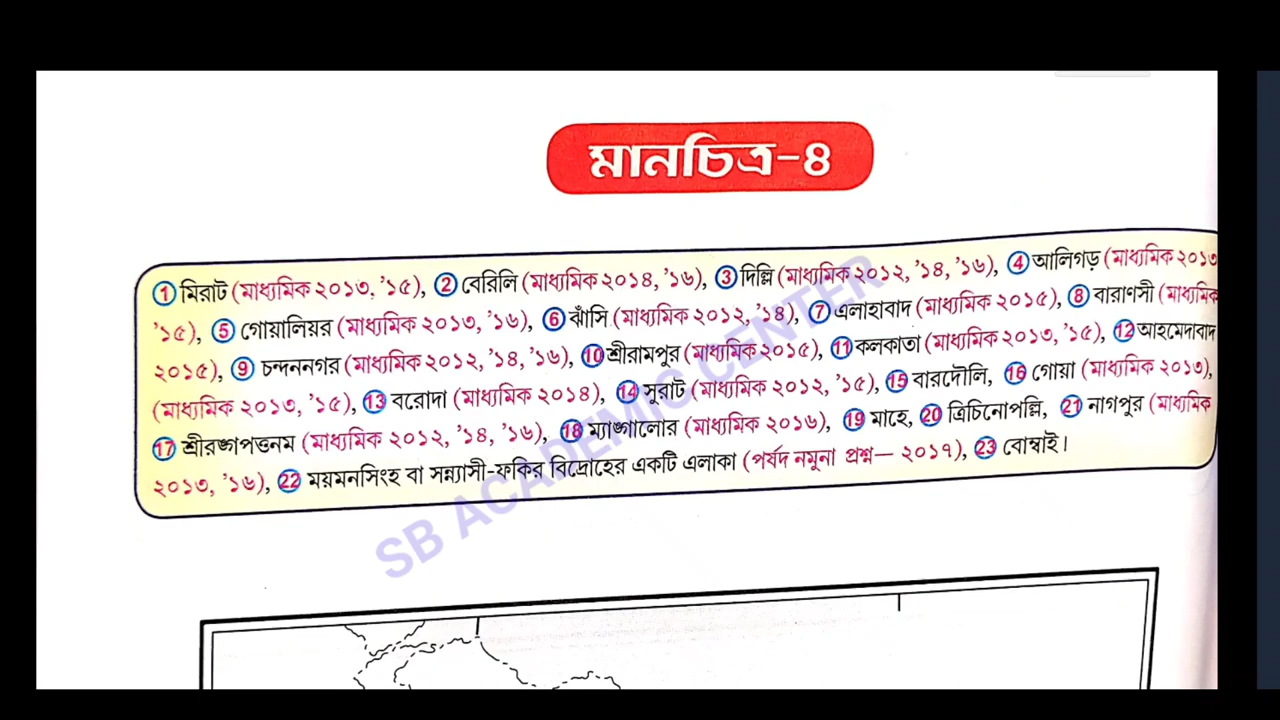 মানচিত্র-৪
1 মিরাট (মাধ্যমিক ২০১৩, '১৫), 2 বেরিলি (মাধ্যমিক ২০১৪, '১৬), 3 দিল্লি (মাধ্যমিক ২০১২, '১৪, '১৬), 4 আলিগড় (মাধ্যমিক ২০১৩
'১৫), 5 গোয়ালিয়র (মাধ্যমিক ২০১৩, '১৬), 6 ঝাঁসি (মাধ্যমিক ২০১২, '১৪), 7 এলাহাবাদ (মাধ্যমিক ২০১৫), 8 বারাণসী (মাধ্যমিক
২০১৫), 9 চন্দননগর (মাধ্যমিক ২০১২, '১৪, '১৬), 10 শ্রীরামপুর (মাধ্যমিক ২০১৫), 11 কলকাতা (মাধ্যমিক ২০১৩, '১৫), 12 আহমেদাবাদ
(মাধ্যমিক ২০১৩, '১৫), 13 বরোদা (মাধ্যমিক ২০১৪), 14 সুরাট (মাধ্যমিক ২০১২, '১৫), 15 বারদৌলি, 16 গোয়া (মাধ্যমিক ২০১৩),
17 শ্রীরঙ্গপত্তনম (মাধ্যমিক ২০১২, '১৪, '১৬), 18 ম্যাঙ্গালোর (মাধ্যমিক ২০১৬), 19 মাহে, 20 ত্রিচিনোপল্লি, 21 নাগপুর (মাধ্যমিক
২০১৩, '১৬), 22 ময়মনসিংহ বা সন্ন্যাসী-ফকির বিদ্রোহের একটি এলাকা (পর্ষদ নমুনা প্রশ্ন— ২০১৭), 23 বোম্বাই।
SB ACADEMIC CENTER